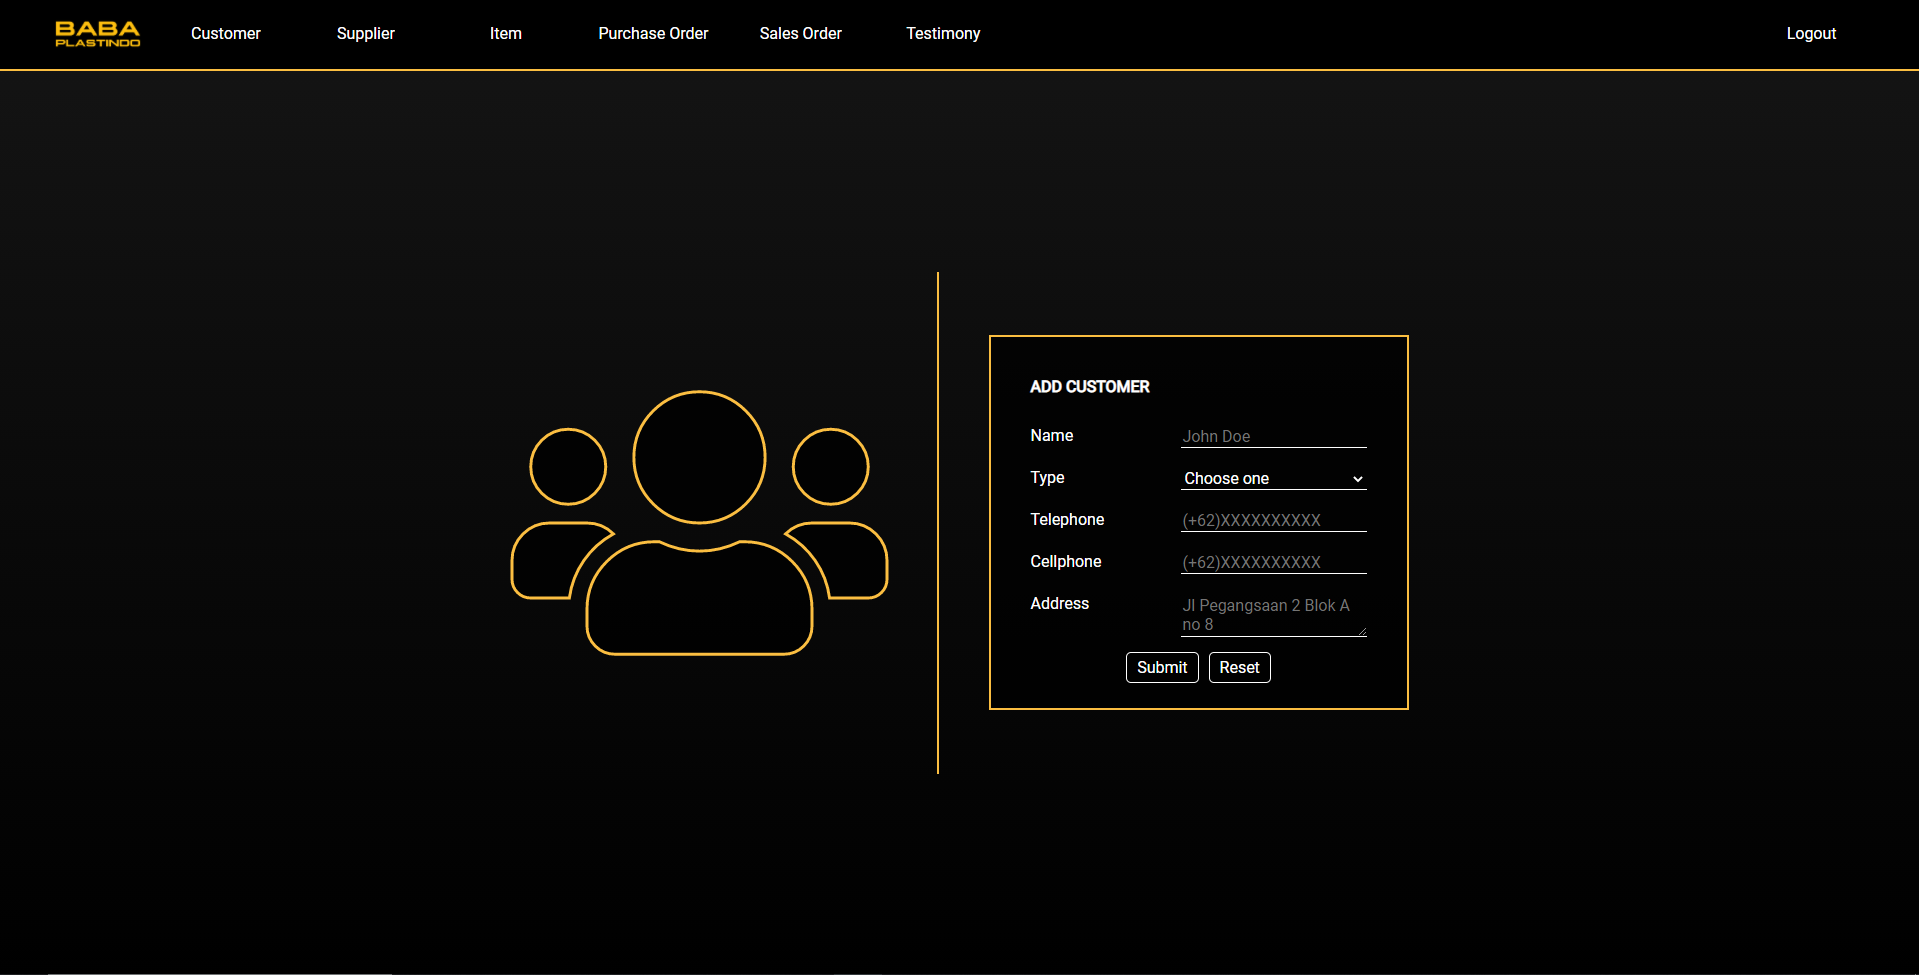 BABA
PLASTINDO
Customer
Supplier
Item
Purchase Order
Sales Order
Testimony
Logout
ADD CUSTOMER
Name
John Doe
Type
Choose one
Telephone
(+62)XXXXXXXXXX
Cellphone
(+62)XXXXXXXXXX
Address
Jl Pegangsaan 2 Blok A
no 8
Submit
Reset